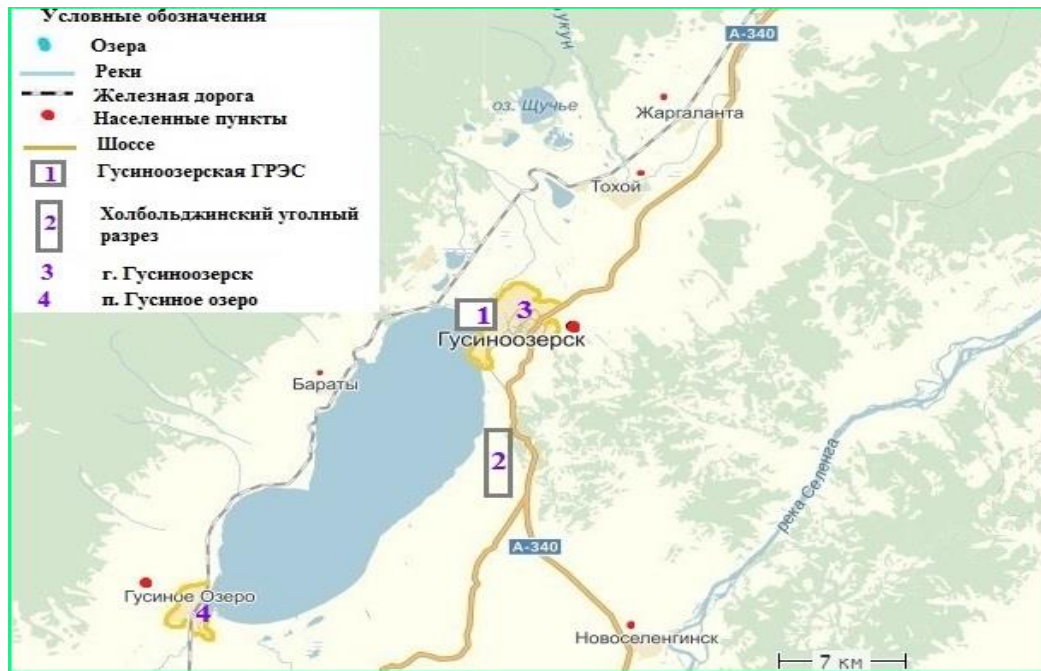 Условные обозначения
Озера
Реки
Железная дорога
Населенные пункты
Шоссе
1 Гусиноозерская ГРЭС
2 Холбольджинский уголный
разрез
3 г. Гусиноозерск
4 п. Гусиное озеро
А-340
оз. Щучье
Жаргаланта
Тохой
1
3
Гусиноозерск
Бараты
2
река Селенга
А-340
Гусиное Озеро
4
Новоселенгинск
7 км